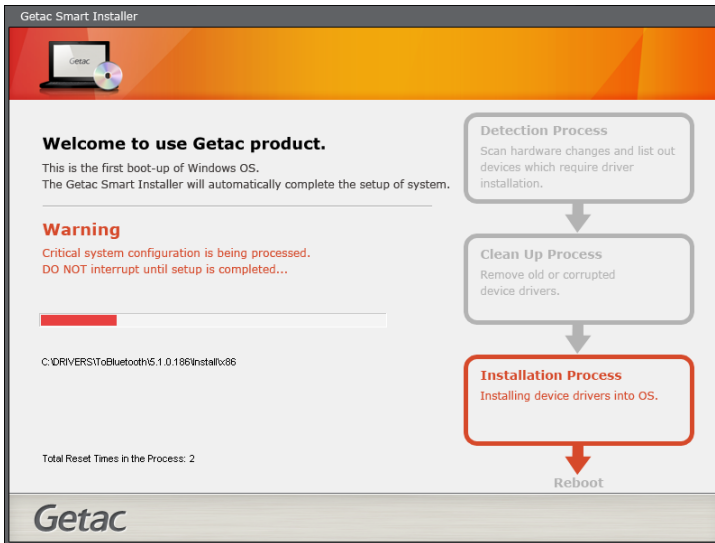 Getac Smart Installer
Getac
Welcome to use Getac product.
This is the first boot-up of Windows OS.
The Getac Smart Installer will automatically complete the setup of system.
Warning
Critical system configuration is being processed.
DO NOT interrupt until setup is completed...
C:\DRIVERS\ToBluetooth\5.1.0.186\Install\x86
Total Reset Times in the Process: 2
Detection Process
Scan hardware changes and list out
devices which require driver
installation.
Clean Up Process
Remove old or corrupted
device drivers.
Installation Process
Installing device drivers into OS.
Reboot
Getac